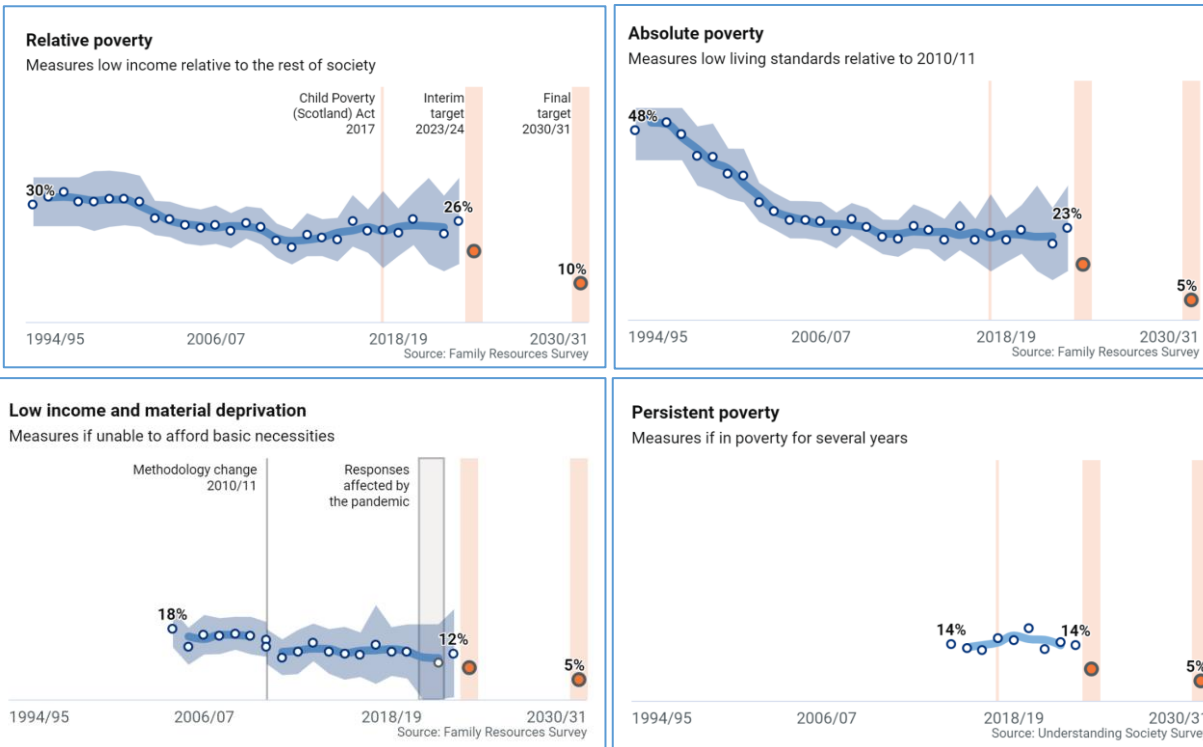 Relative poverty
Measures low income relative to the rest of society
Child Poverty
(Scotland) Act
2017
Interim
target
2023/24
Final
target
2030/31
30%
26%
10%
1994/95
2006/07
2018/19
2030/31
Source: Family Resources Survey
Absolute poverty
Measures low living standards relative to 2010/11
48%
23%
5%
1994/95
2006/07
2018/19
2030/31
Source: Family Resources Survey
Low income and material deprivation
Measures if unable to afford basic necessities
Methodology change
2010/11
Responses
affected by
the pandemic
18%
12%
5%
1994/95
2006/07
2018/19
2030/31
Source: Family Resources Survey
Persistent poverty
Measures if in poverty for several years
14%
14%
5%
1994/95
2006/07
2018/19
2030/31
Source: Understanding Society Surve